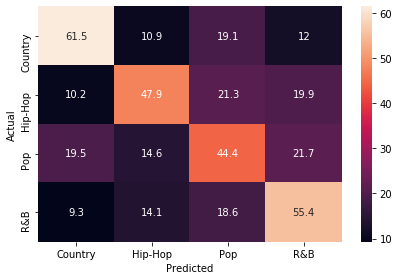 Actual
Country 61.5 10.9 19.1 12
Hip-Hop 10.2 47.9 21.3 19.9
Pop 19.5 14.6 44.4 21.7
R&B 9.3 14.1 18.6 55.4
Country Hip-Hop Pop R&B
Predicted
60
50
40
30
20
10